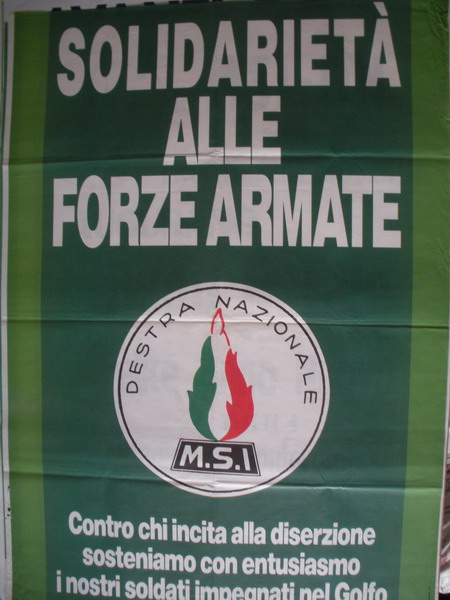 SOLIDARIETÀ
ALLE
FORZE ARMATE
DESTRA NAZIONALE
M.S.I
Contro chi incita alla diserzione
sosteniamo con entusiasmo
i nostri soldati impegnati nel Golfo